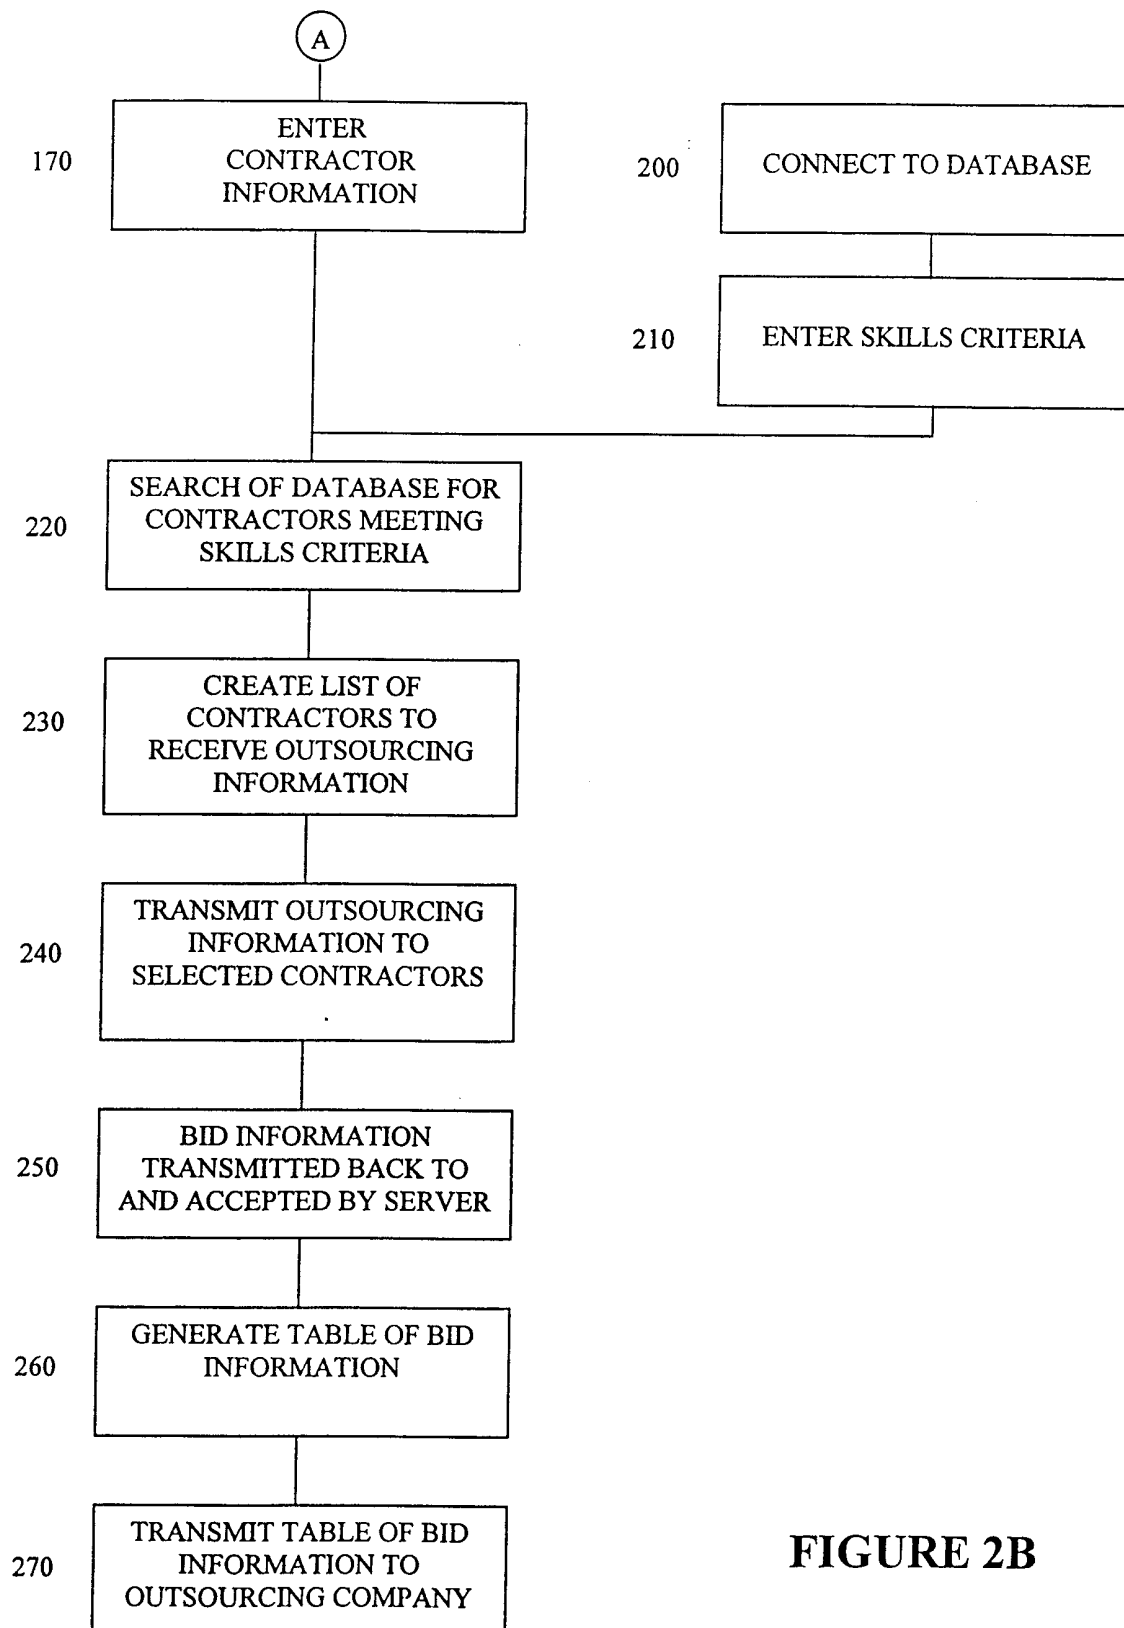 A
170
ENTER
CONTRACTOR
INFORMATION
200
CONNECT TO DATABASE
210
ENTER SKILLS CRITERIA
220
SEARCH OF DATABASE FOR
CONTRACTORS MEETING
SKILLS CRITERIA
230
CREATE LIST OF
CONTRACTORS TO
RECEIVE OUTSOURCING
INFORMATION
240
TRANSMIT OUTSOURCING
INFORMATION TO
SELECTED CONTRACTORS
250
BID INFORMATION
TRANSMITTED BACK TO
AND ACCEPTED BY SERVER
260
GENERATE TABLE OF BID
INFORMATION
270
TRANSMIT TABLE OF BID
INFORMATION TO
OUTSOURCING COMPANY
FIGURE 2B